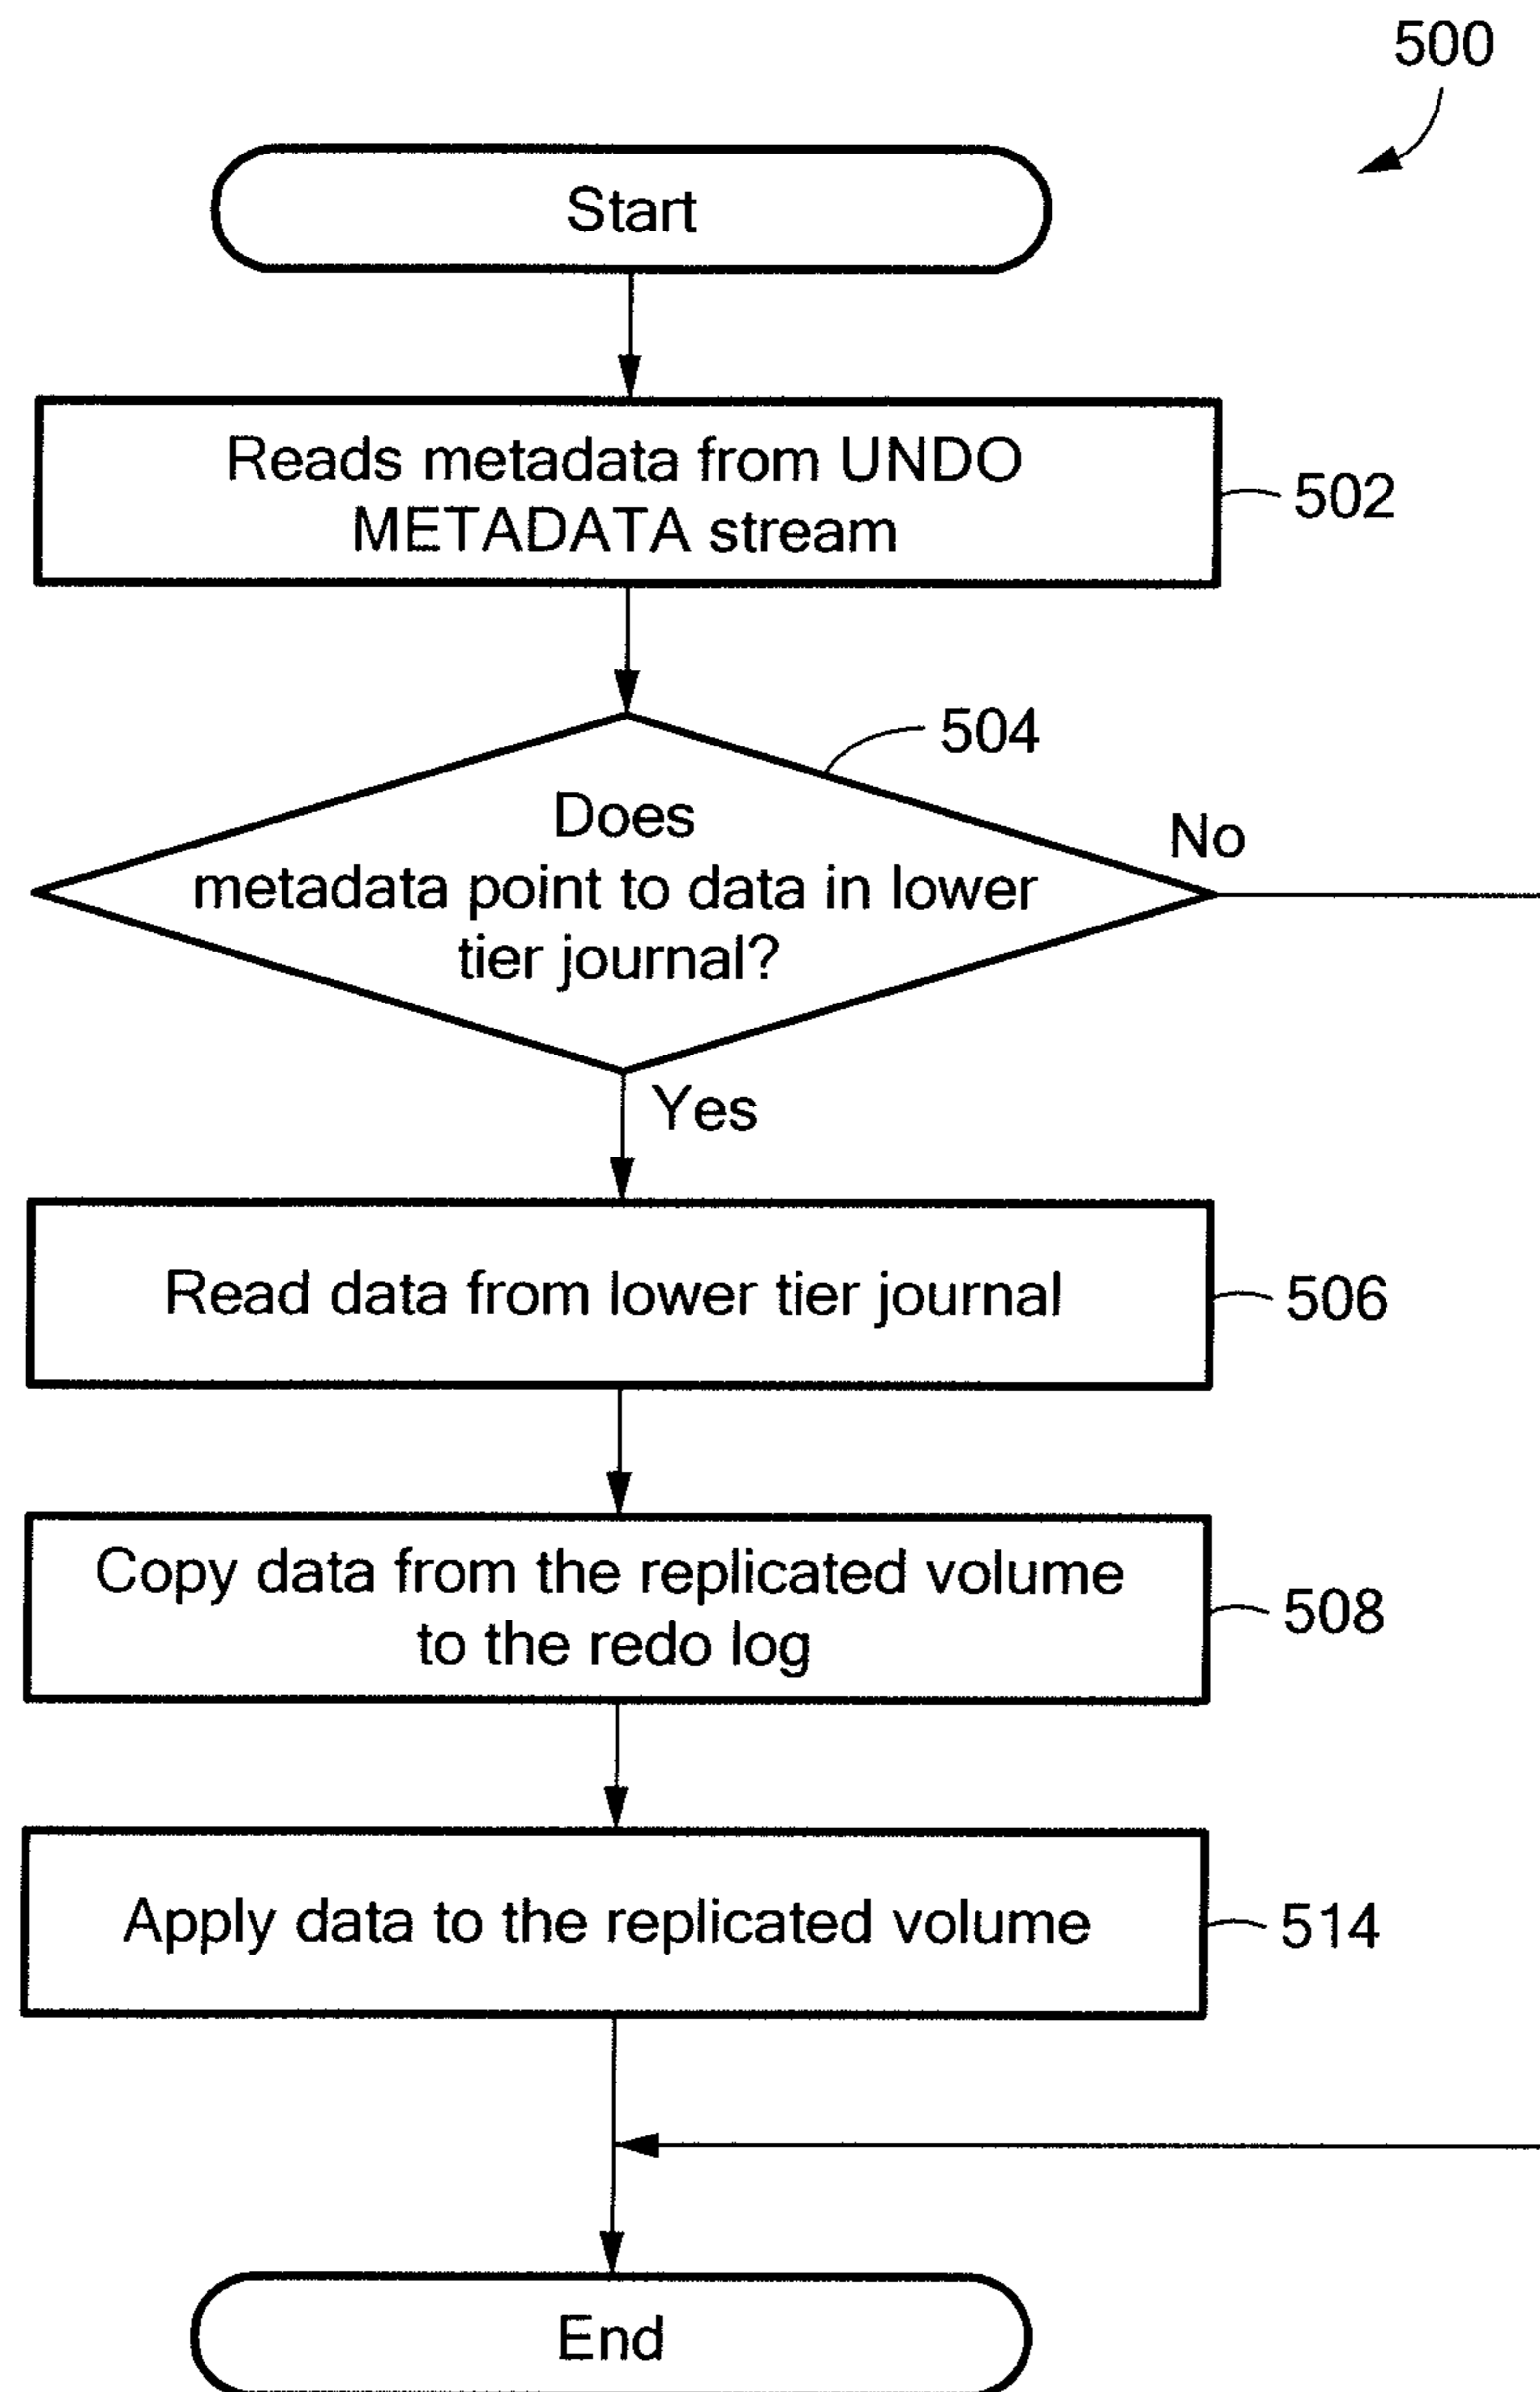 500
Start
Reads metadata from UNDO
METADATA stream
502
504
Does
metadata point to data in lower
tier journal?
No
Yes
Read data from lower tier journal
506
Copy data from the replicated volume
to the redo log
508
Apply data to the replicated volume
514
End